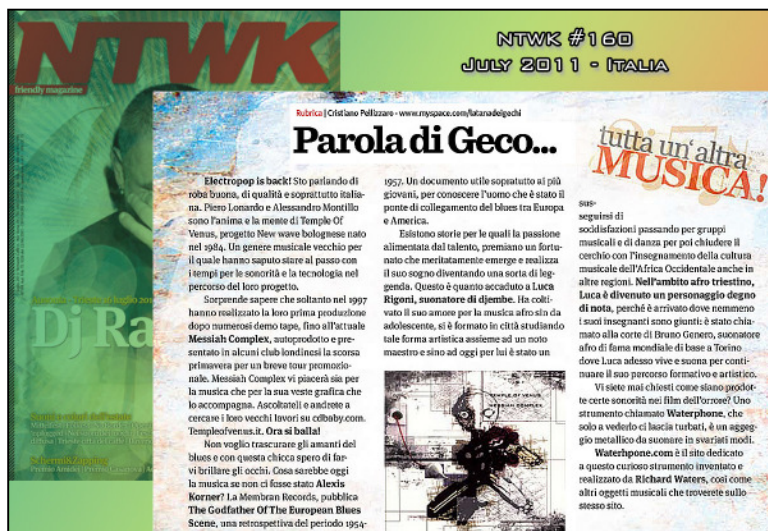 NTWK
friendly magazine
NTWK #160
JULY 2011 - ITALIA
Rubrica | Cristiano Pellizzaro - www.myspace.com/latanadeigechi
Parola di Geco...
tutta un'altra
MUSICA!
Electropop is back! Sto parlando di
roba buona, di qualità e soprattutto italia-
na. Piero Lonardo e Alessandro Montillo
sono l'anima e la mente di Temple Of
Venus, progetto New wave bolognese nato
nel 1984. Un genere musicale vecchio per
il quale hanno saputo stare al passo con
i tempi per le sonorità e la tecnologia nel
percorso del loro progetto.
Sorprende sapere che soltanto nel 1997
hanno realizzato la loro prima produzione
dopo numerosi demo tape, fino all'attuale
Messiah Complex, autoprodotto e pre-
sentato in alcuni club londinesi la scorsa
primavera per un breve tour promozio-
nale. Messiah Complex vi piacerà sia per
la musica che per la sua veste grafica che
lo accompagna. Ascoltateli e andrete a
cercare i loro vecchi lavori su cdbaby.com.
Templeofvenus.it. Ora si balla!
Non voglio trascurare gli amanti del
blues e con questa chicca spero di far-
vi brillare gli occhi. Cosa sarebbe oggi
la musica se non ci fosse stato Alexis
Korner? La Membran Records, pubblica
The Godfather Of The European Blues
Scene, una retrospettiva del periodo 1954-
1957. Un documento utile sopratutto ai più
giovani, per conoscere l'uomo che è stato il
ponte di collegamento del blues tra Europa
e America.
Esistono storie per le quali la passione
alimentata dal talento, premiano un fortu-
nato che meritatamente emerge e realizza
il suo sogno diventando una sorta di leg-
genda. Questo è quanto accaduto a Luca
Rigoni, suonatore di djembe. Ha colti-
vato il suo amore per la musica afro sin da
adolescente, si è formato in città studiando
tale forma artistica assieme ad un noto
maestro e sino ad oggi per lui è stato un
TEMPLE OF VENUS
MESSIAH COMPLEX
sus-
seguirsi di
soddisfazioni passando per gruppi
musicali e di danza per poi chiudere il
cerchio con l'insegnamento della cultura
musicale dell'Africa Occidentale anche in
altre regioni. Nell'ambito afro triestino,
Luca è divenuto un personaggio degno
di nota, perché è arrivato dove nemmeno
i suoi insegnanti sono giunti: è stato chia-
mato alla corte di Bruno Genero, suonatore
afro di fama mondiale di base a Torino
dove Luca adesso vive e suona per conti-
nuare il suo percorso formativo e artistico.
Vi siete mai chiesti come siano prodot-
te certe sonorità nei film dell'orrore? Uno
strumento chiamato Waterphone, che
solo a vederlo ci lascia turbati, è un aggeg-
gio metallico da suonare in svariati modi.
Waterhpone.com è il sito dedicato
a questo curioso strumento inventato e
realizzato da Richard Waters, così come
altri oggetti musicali che troverete sullo
stesso sito.
Dj Ra